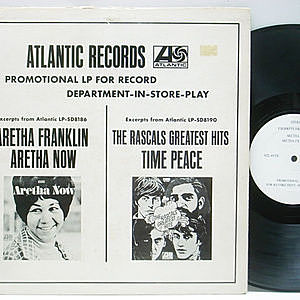 ATLANTIC RECORDS
ATLANTIC
PROMOTIONAL LP FOR RECORD
DEPARTMENT-IN-STORE-PLAY
Excerpts from Atlantic LP-SD8186
ARETHA FRANKLIN
ARETHA NOW
Aretha Now
Excerpts from Atlantic LP-SD8190
THE RASCALS GREATEST HITS
TIME PEACE